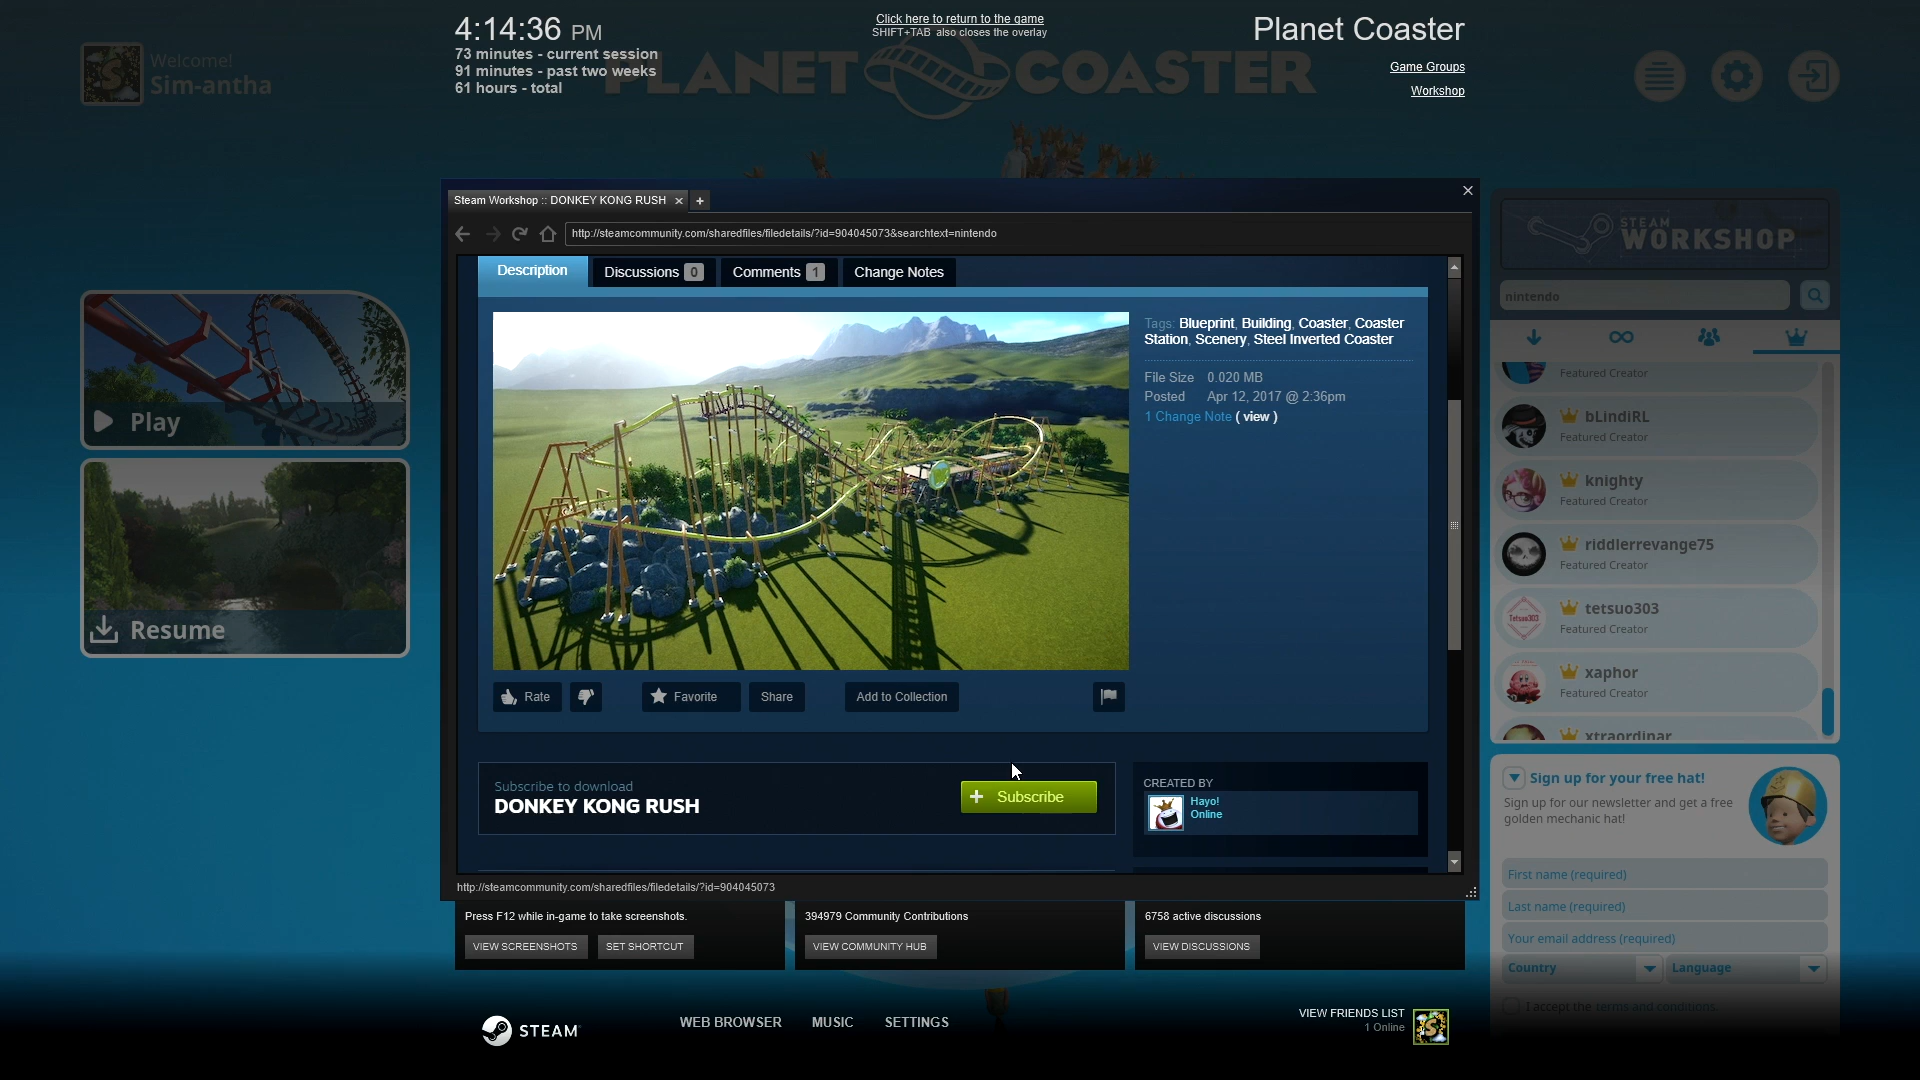 4:14:36 PM
73 minutes - current session
91 minutes - past two weeks
61 hours - total
Click here to return to the game
SHIFT+TAB also closes the overlay
Planet Coaster
Game Groups
Workshop
Welcome!
Sim-antha
PLANET COASTER
Play
Resume
Steam Workshop :: DONKEY KONG RUSH
http://steamcommunity.com/sharedfiles/filedetails/?id=904045073&searchtext=nintendo
Description
Discussions 0
Comments 1
Change Notes
Tags: Blueprint, Building, Coaster, Coaster
Station, Scenery, Steel Inverted Coaster
File Size 0.020 MB
Posted Apr 12, 2017 @ 2:36pm
1 Change Note ( view )
Rate
Favorite
Share
Add to Collection
Subscribe to download
DONKEY KONG RUSH
Subscribe
CREATED BY
Hayo!
Online
http://steamcommunity.com/sharedfiles/filedetails/?id=904045073
Press F12 while in-game to take screenshots.
VIEW SCREENSHOTS
SET SHORTCUT
394979 Community Contributions
VIEW COMMUNITY HUB
6758 active discussions
VIEW DISCUSSIONS
STEAM
WEB BROWSER
MUSIC
SETTINGS
VIEW FRIENDS LIST
1 Online
STEAM
WORKSHOP
nintendo
Featured Creator
bLindiRL
Featured Creator
knighty
Featured Creator
riddlerrevange75
Featured Creator
tetsuo303
Featured Creator
xaphor
Featured Creator
xtraordinar
Sign up for your free hat!
Sign up for our newsletter and get a free
golden mechanic hat!
First name (required)
Last name (required)
Your email address (required)
Country
Language
I accept the terms and conditions.